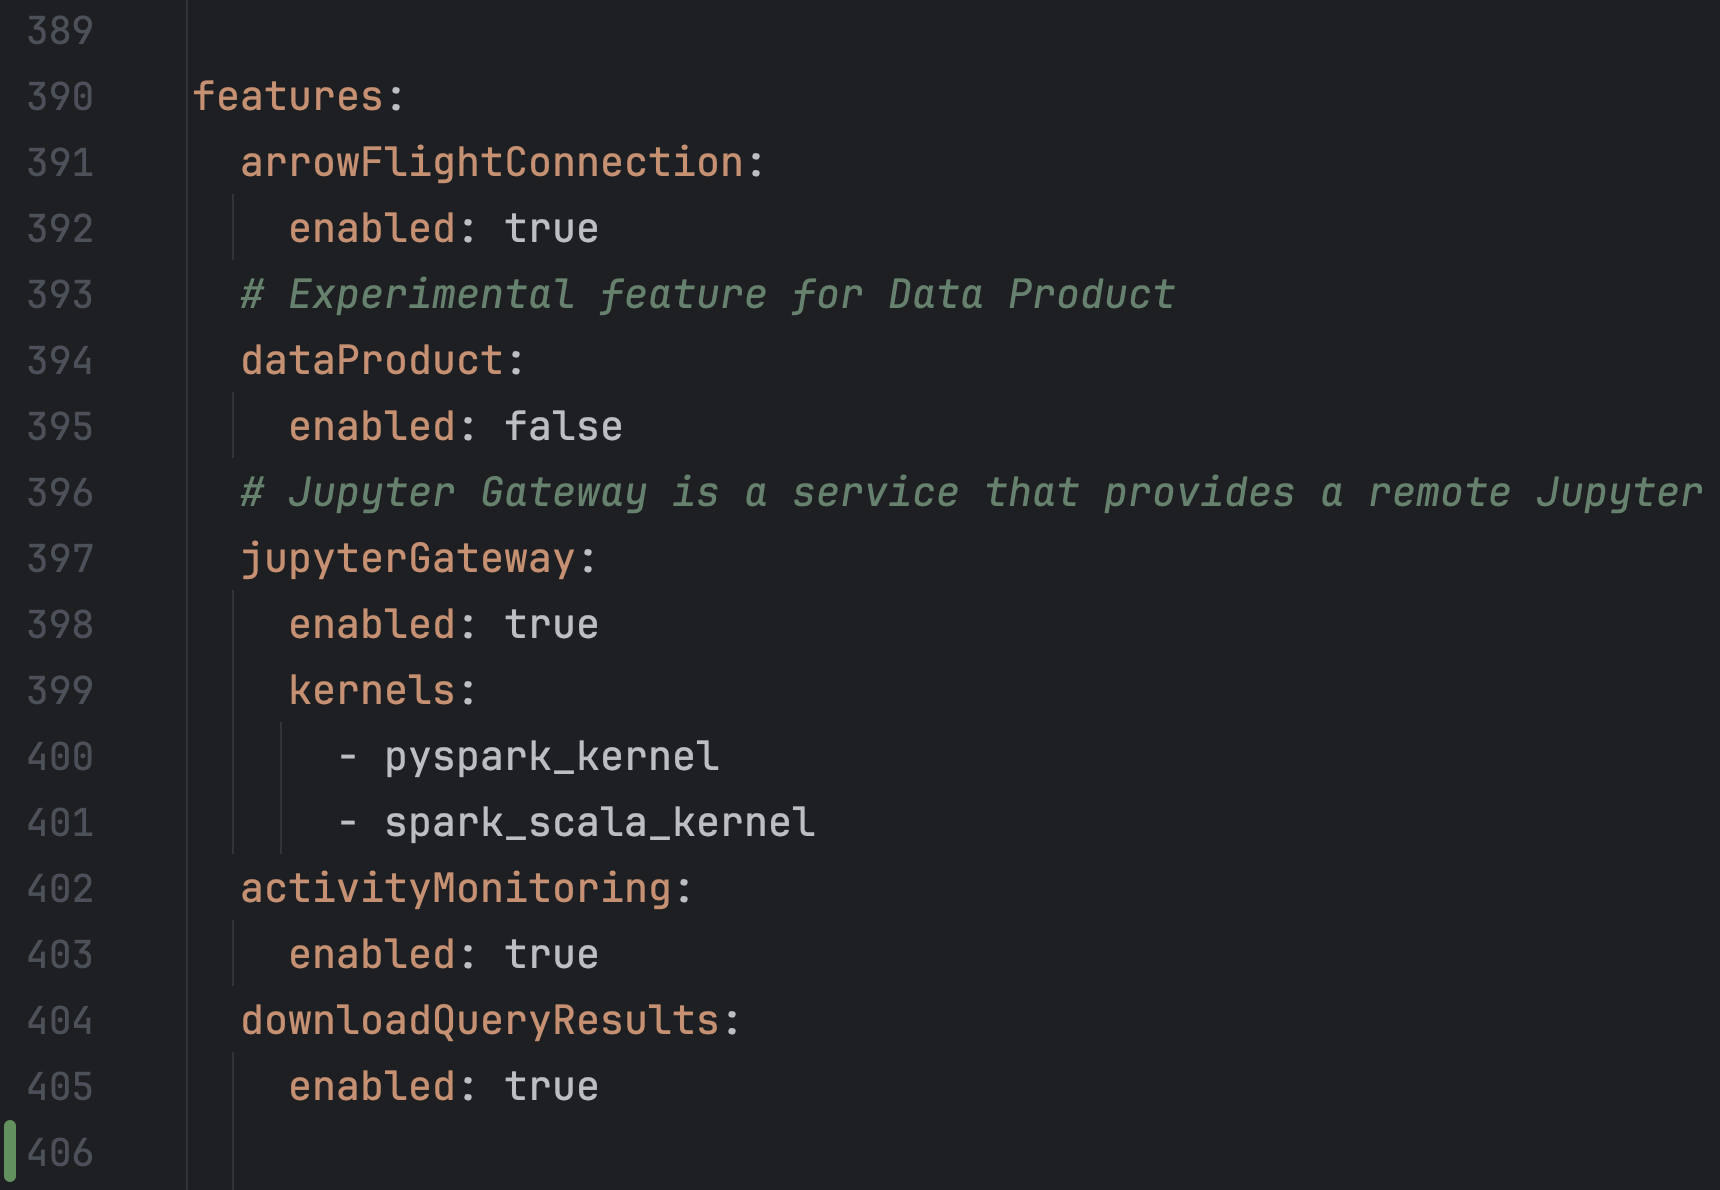 389
390 features:
391 arrowFlightConnection:
392 enabled: true
393 # Experimental feature for Data Product
394 dataProduct:
395 enabled: false
396 # Jupyter Gateway is a service that provides a remote Jupyter
397 jupyterGateway:
398 enabled: true
399 kernels:
400 - pyspark_kernel
401 - spark_scala_kernel
402 activityMonitoring:
403 enabled: true
404 downloadQueryResults:
405 enabled: true
406